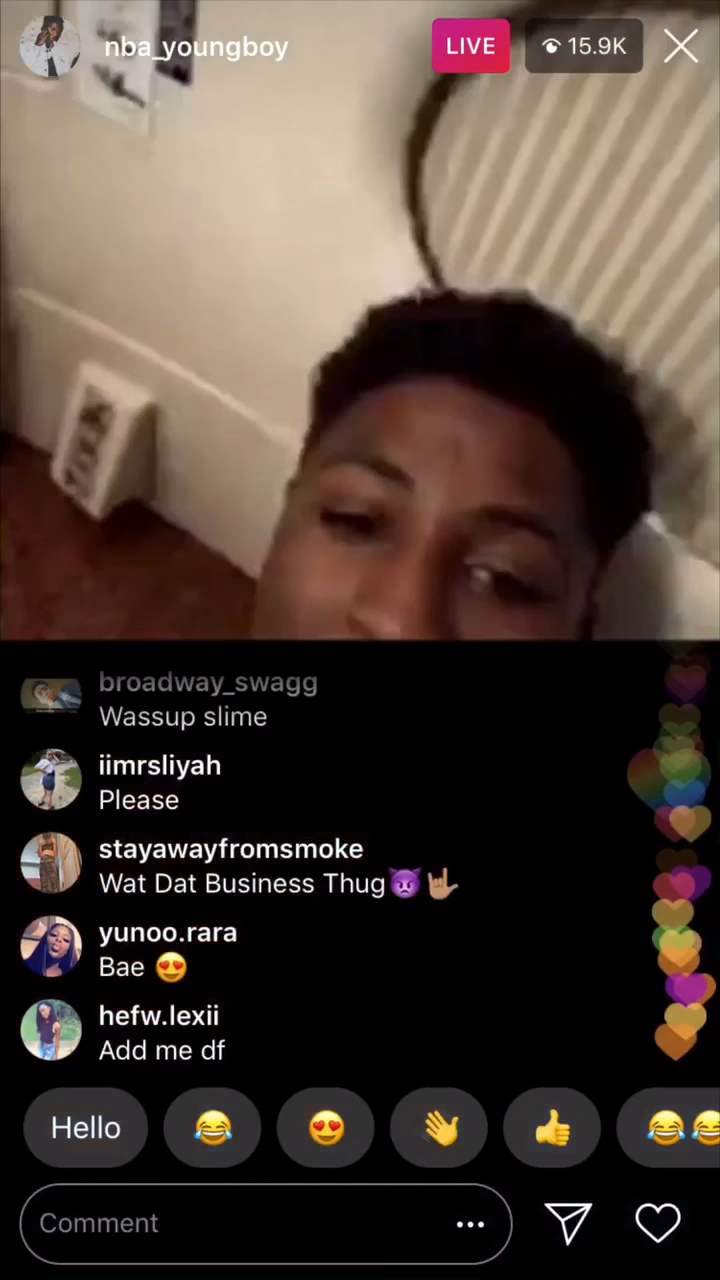 nba_youngboy
LIVE
15.9K
broadway_swagg
Wassup slime
iimrsliyah
Please
stayawayfromsmoke
Wat Dat Business Thug😈🤟🏽
yunoo.rara
Bae 😍
hefw.lexii
Add me df
Hello 😂 😍 👋 👍 😂😂
Comment